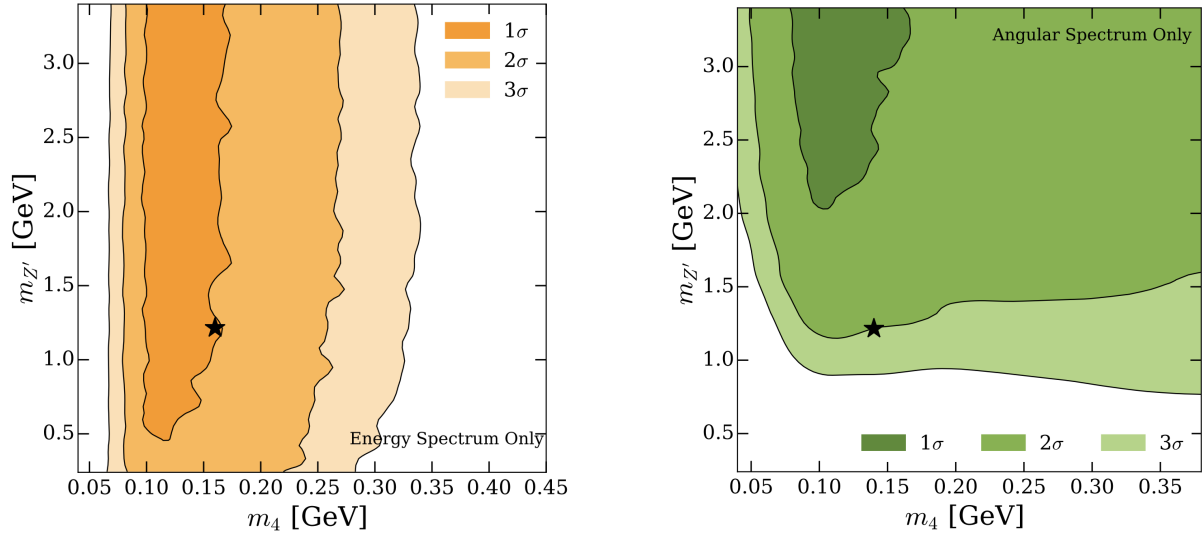 1σ
2σ
3σ
3.0
2.5
2.0
1.5
1.0
0.5
m_Z′ [GeV]
Energy Spectrum Only
0.05 0.10 0.15 0.20 0.25 0.30 0.35 0.40 0.45
m_4 [GeV]
Angular Spectrum Only
3.0
2.5
2.0
1.5
1.0
0.5
m_Z′ [GeV]
1σ 2σ 3σ
0.05 0.10 0.15 0.20 0.25 0.30 0.35
m_4 [GeV]